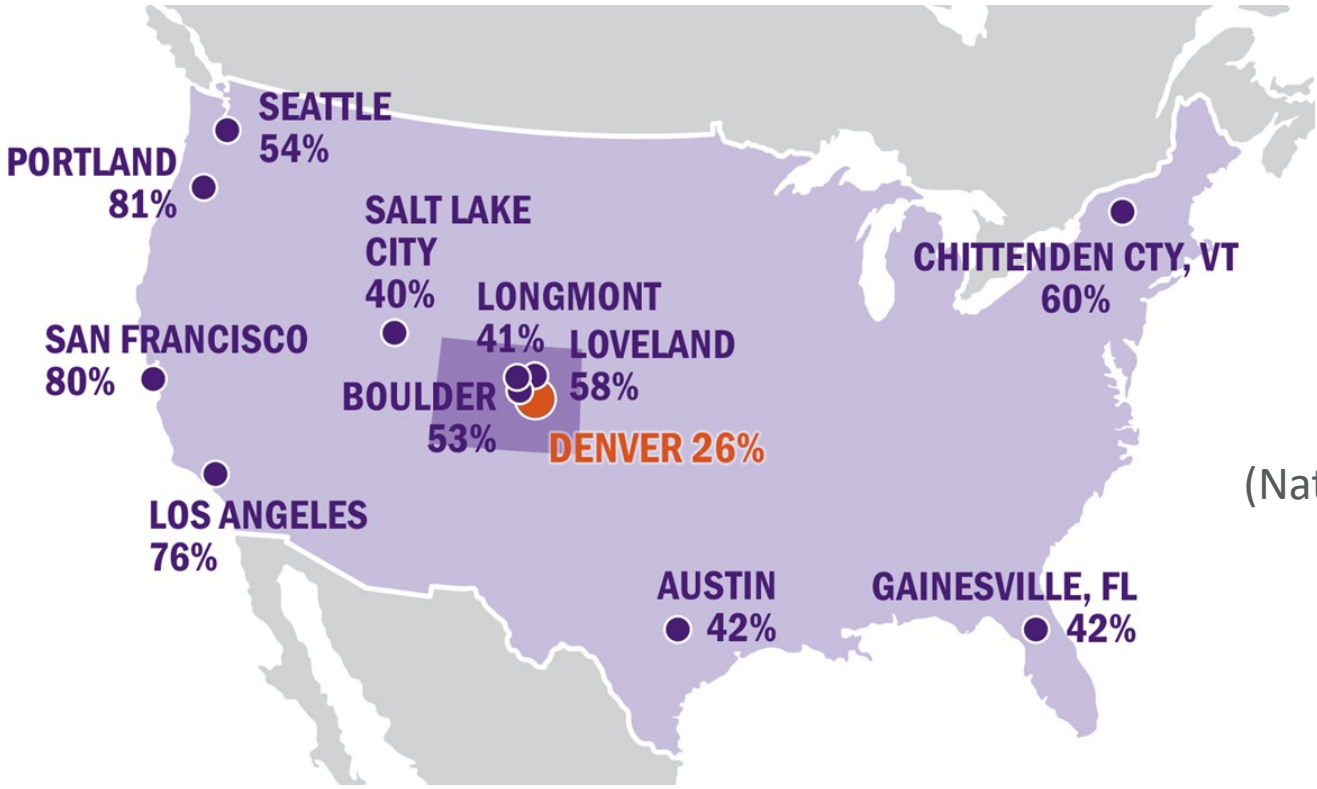 SEATTLE
54%
PORTLAND
81%
SALT LAKE
CITY
40%
LONGMONT
41%
LOVELAND
58%
CHITTENDEN CTY, VT
60%
SAN FRANCISCO
80%
BOULDER
53%
DENVER 26%
(Nat
LOS ANGELES
76%
AUSTIN
42%
GAINESVILLE, FL
42%